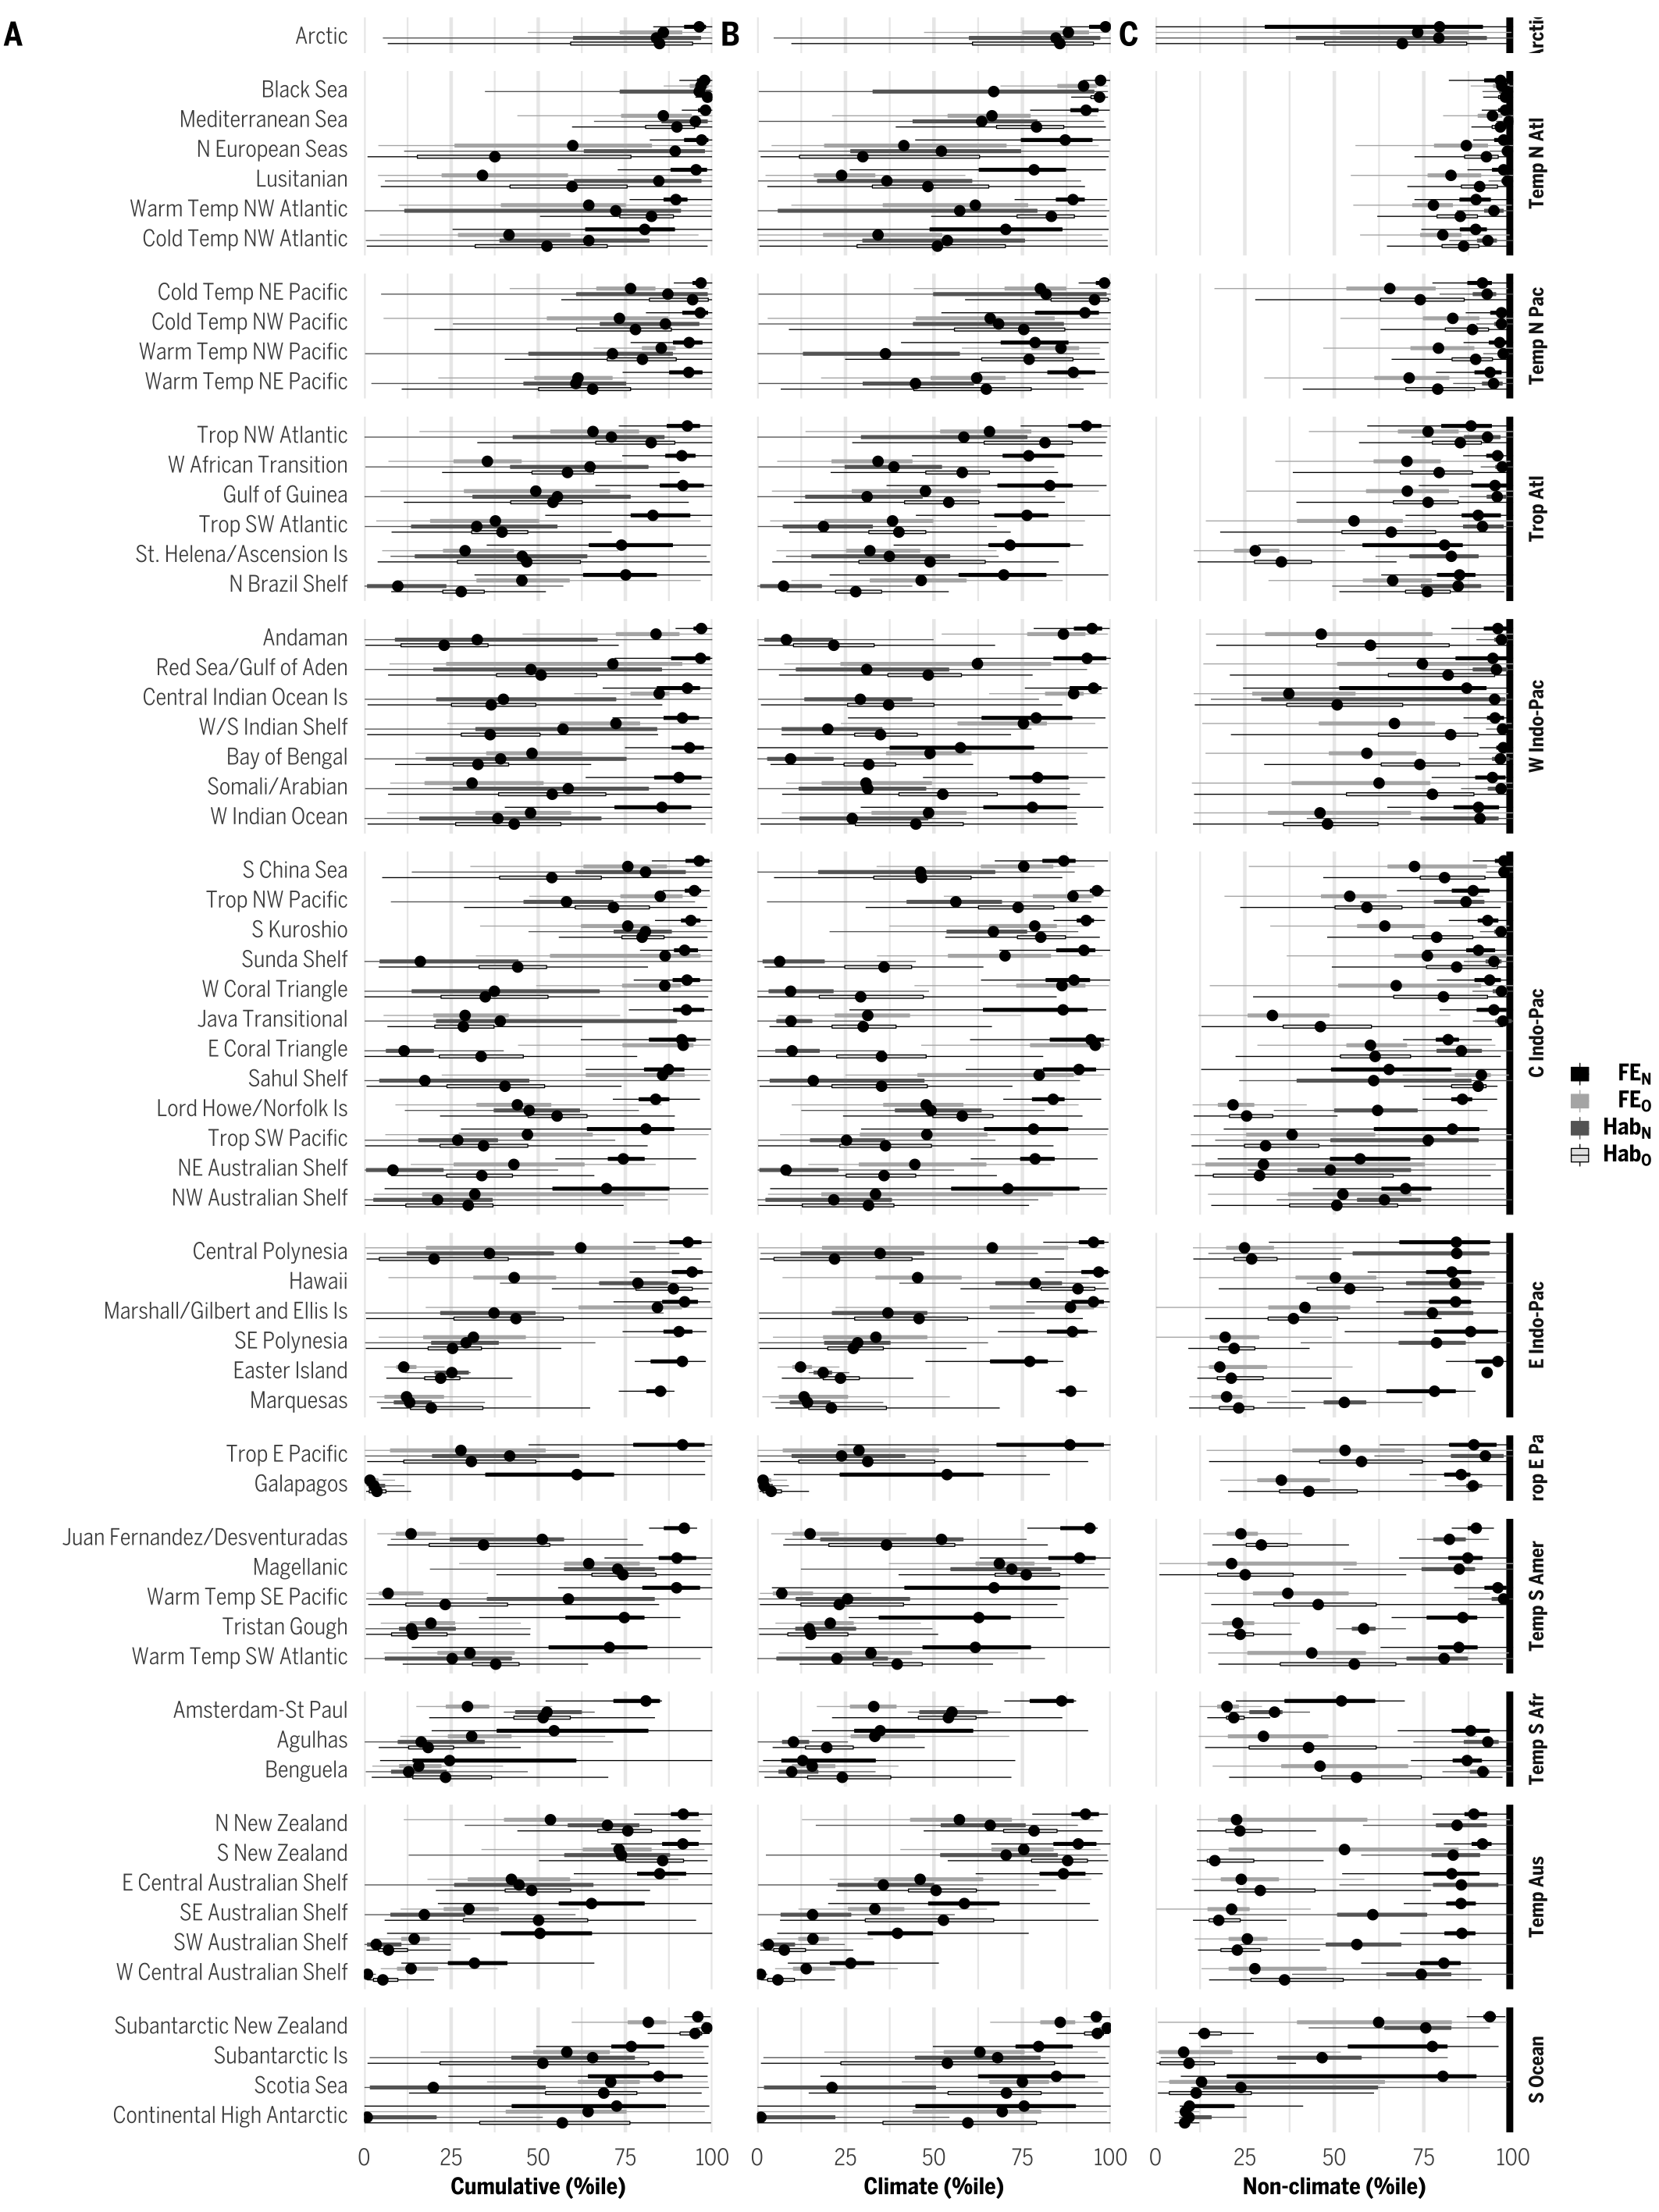 A
B
C
Arctic
Arctic
Black Sea
Mediterranean Sea
N European Seas
Lusitanian
Warm Temp NW Atlantic
Cold Temp NW Atlantic
Temp N Atl
Cold Temp NE Pacific
Cold Temp NW Pacific
Warm Temp NW Pacific
Warm Temp NE Pacific
Temp N Pac
Trop NW Atlantic
W African Transition
Gulf of Guinea
Trop SW Atlantic
St. Helena/Ascension Is
N Brazil Shelf
Trop Atl
Andaman
Red Sea/Gulf of Aden
Central Indian Ocean Is
W/S Indian Shelf
Bay of Bengal
Somali/Arabian
W Indian Ocean
W Indo-Pac
S China Sea
Trop NW Pacific
S Kuroshio
Sunda Shelf
W Coral Triangle
Java Transitional
E Coral Triangle
Sahul Shelf
Lord Howe/Norfolk Is
Trop SW Pacific
NE Australian Shelf
NW Australian Shelf
C Indo-Pac
FE_N
FE_O
Hab_N
Hab_O
Central Polynesia
Hawaii
Marshall/Gilbert and Ellis Is
SE Polynesia
Easter Island
Marquesas
E Indo-Pac
Trop E Pacific
Galapagos
rop E Pa
Juan Fernandez/Desventuradas
Magellanic
Warm Temp SE Pacific
Tristan Gough
Warm Temp SW Atlantic
Temp S Amer
Amsterdam-St Paul
Agulhas
Benguela
Temp S Afr
N New Zealand
S New Zealand
E Central Australian Shelf
SE Australian Shelf
SW Australian Shelf
W Central Australian Shelf
Temp Aus
Subantarctic New Zealand
Subantarctic Is
Scotia Sea
Continental High Antarctic
S Ocean
0 25 50 75 100
0 25 50 75 100
0 25 50 75 100
Cumulative (%ile)
Climate (%ile)
Non-climate (%ile)